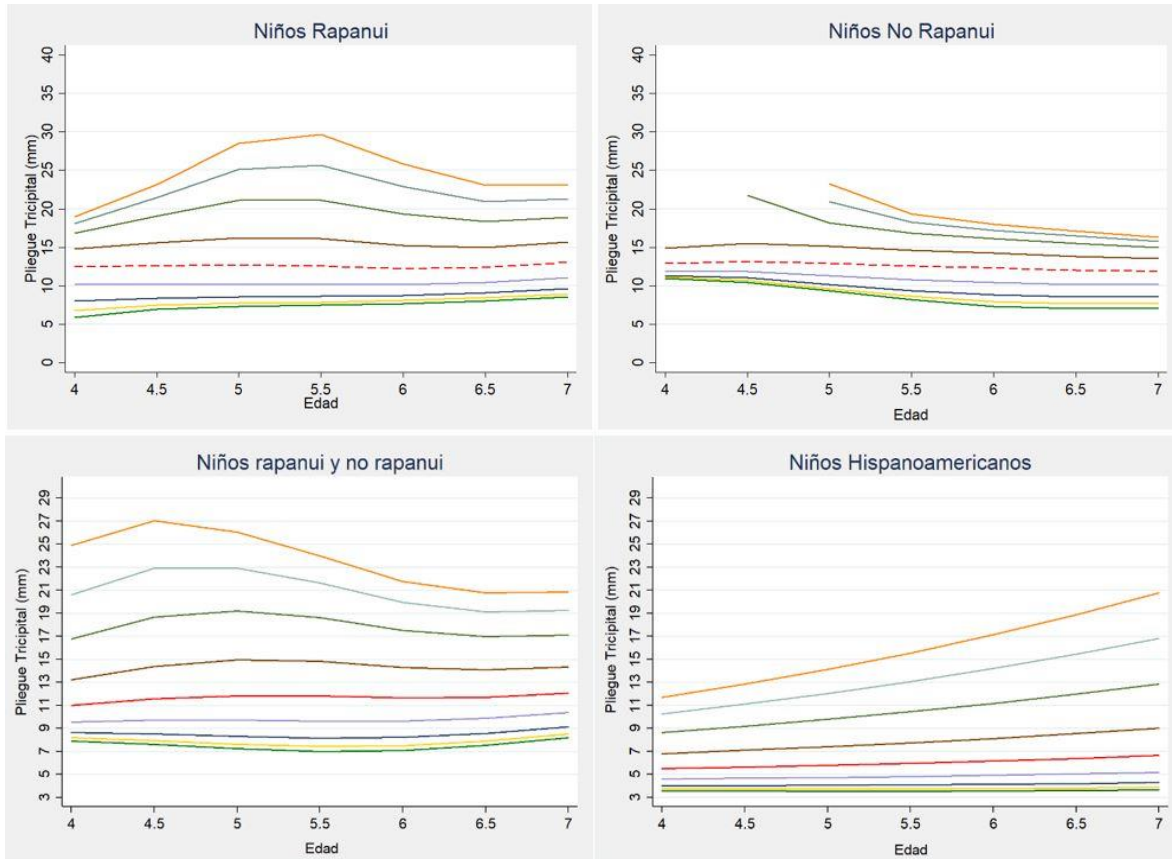 Niños Rapanui
Pliegue Tricipital (mm)
40
35
30
25
20
15
10
5
0
4 4.5 5 5.5 6 6.5 7
Edad
Niños No Rapanui
Pliegue Tricipital (mm)
40
35
30
25
20
15
10
5
0
4 4.5 5 5.5 6 6.5 7
Edad
Niños rapanui y no rapanui
Pliegue Tricipital (mm)
29
27
25
23
21
19
17
15
13
11
9
7
5
3
4 4.5 5 5.5 6 6.5 7
Edad
Niños Hispanoamericanos
Pliegue Tricipital (mm)
29
27
25
23
21
19
17
15
13
11
9
7
5
3
4 4.5 5 5.5 6 6.5 7
Edad